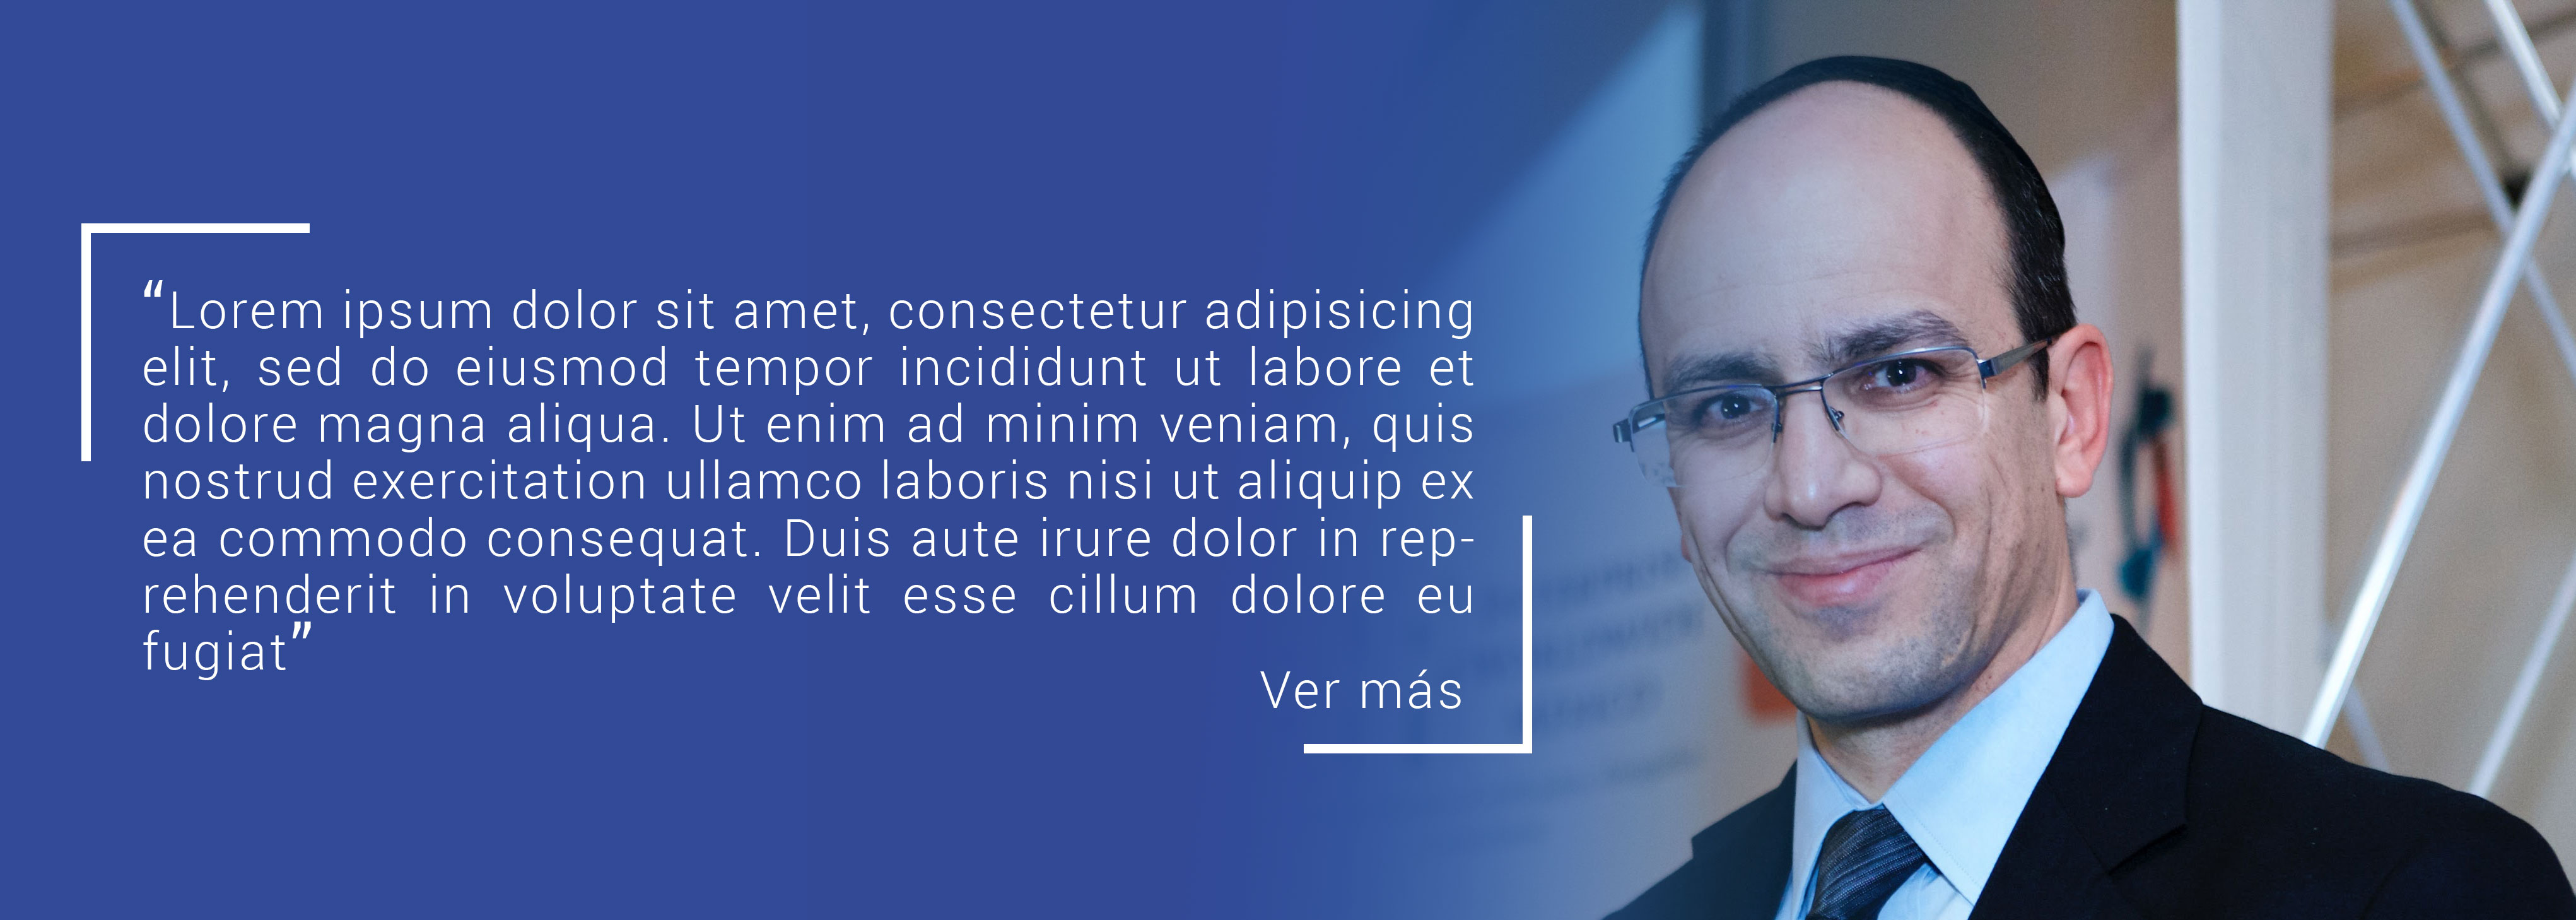 “Lorem ipsum dolor sit amet, consectetur adipisicing
elit, sed do eiusmod tempor incididunt ut labore et
dolore magna aliqua. Ut enim ad minim veniam, quis
nostrud exercitation ullamco laboris nisi ut aliquip ex
ea commodo consequat. Duis aute irure dolor in rep-
rehenderit in voluptate velit esse cillum dolore eu
fugiat”
Ver más